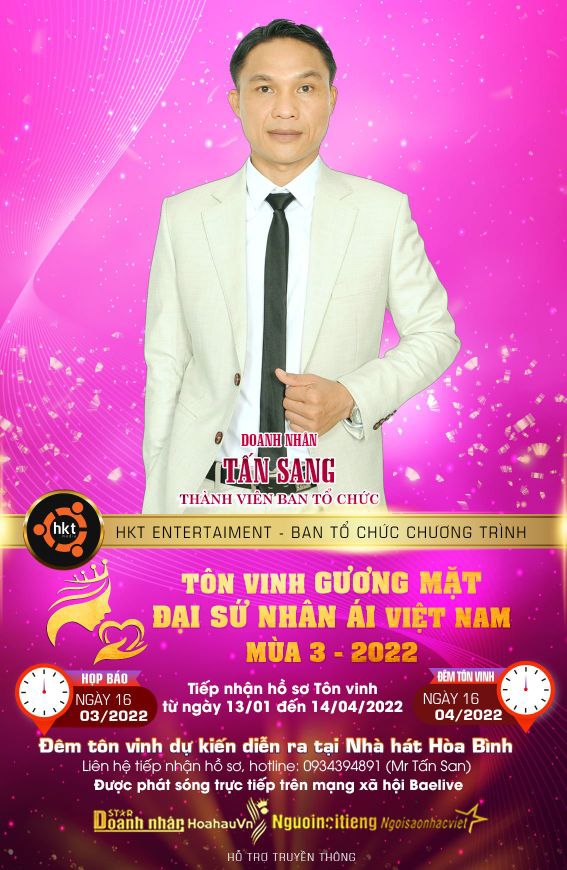 DOANH NHÂN
TẤN SANG
THÀNH VIÊN BAN TỔ CHỨC
hkt
media
HKT ENTERTAIMENT - BAN TỔ CHỨC CHƯƠNG TRÌNH
TÔN VINH GƯƠNG MẶT
ĐẠI SỨ NHÂN ÁI VIỆT NAM
MÙA 3 - 2022
HỌP BÁO
NGÀY 16
03/2022
Tiếp nhận hồ sơ Tôn vinh
từ ngày 13/01 đến 14/04/2022
ĐÊM TÔN VINH
NGÀY 16
04/2022
Đêm tôn vinh dự kiến diễn ra tại Nhà hát Hòa Bình
Liên hệ tiếp nhận hồ sơ, hotline: 0934394891 (Mr Tấn San)
Được phát sóng trực tiếp trên mạng xã hội Baelive
STAR
Doanh nhân HoahauVn Nguoinoitieng Ngoisaonhacviet
HỖ TRỢ TRUYỀN THÔNG